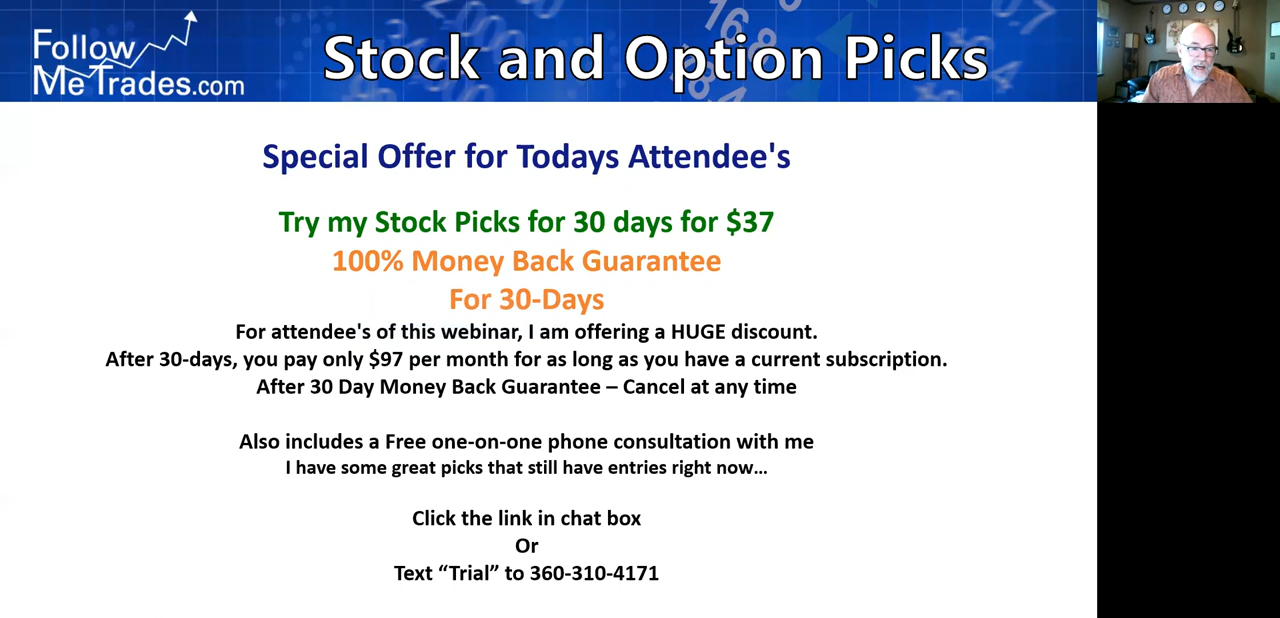 Follow
Me Trades.com
Stock and Option Picks
Special Offer for Todays Attendee's
Try my Stock Picks for 30 days for $37
100% Money Back Guarantee
For 30-Days
For attendee's of this webinar, I am offering a HUGE discount.
After 30-days, you pay only $97 per month for as long as you have a current subscription.
After 30 Day Money Back Guarantee – Cancel at any time
Also includes a Free one-on-one phone consultation with me
I have some great picks that still have entries right now…
Click the link in chat box
Or
Text “Trial” to 360-310-4171